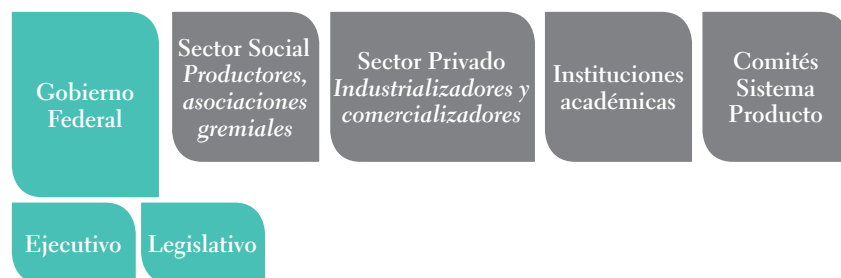 Gobierno
Federal
Sector Social
Productores,
asociaciones
gremiales
Sector Privado
Industrializadores y
comercializadores
Instituciones
académicas
Comités
Sistema
Producto
Ejecutivo
Legislativo